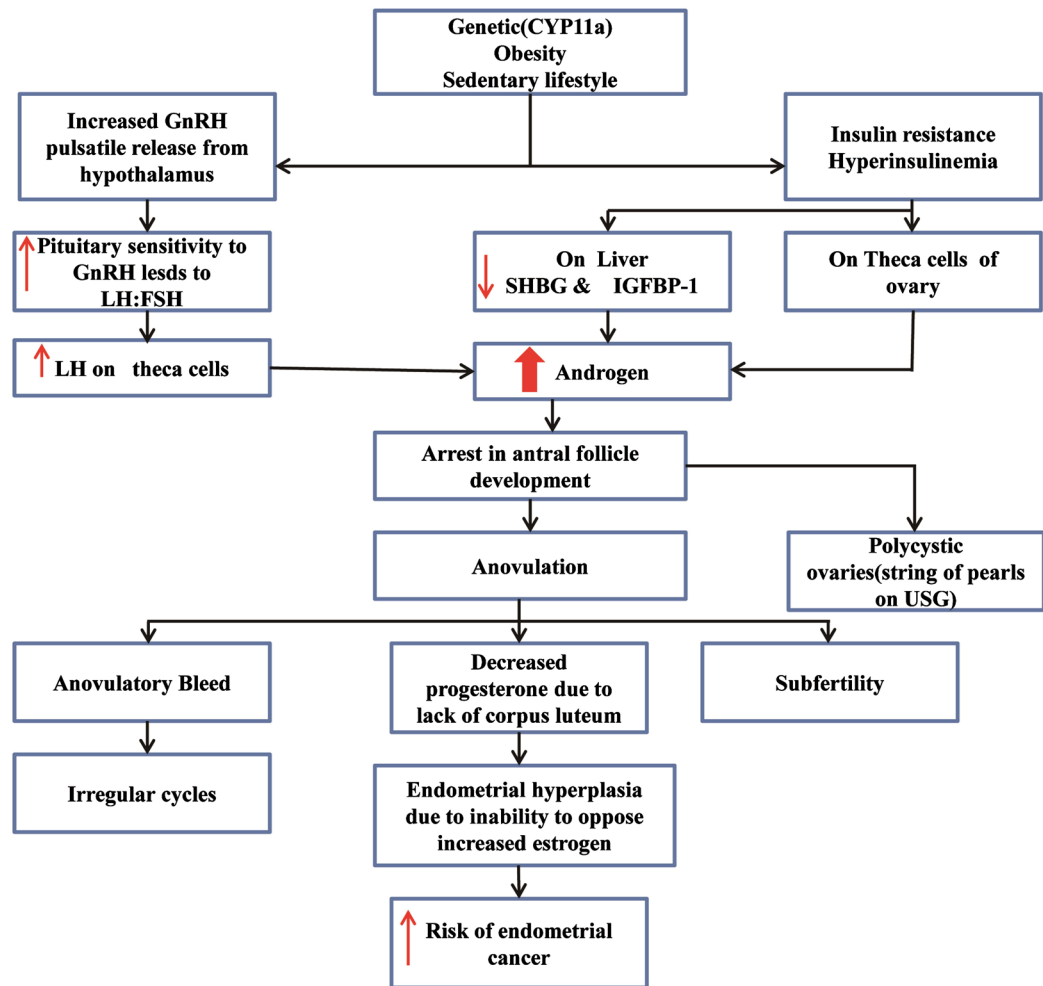 Genetic(CYP11a)
Obesity
Sedentary lifestyle
Increased GnRH
pulsatile release from
hypothalamus
Insulin resistance
Hyperinsulinemia
Pituitary sensitivity to
GnRH leds to
LH:FSH
On Liver
SHBG & IGFBP-1
On Theca cells of
ovary
LH on theca cells
Androgen
Arrest in antral follicle
development
Anovulation
Polycystic
ovaries(string of pearls
on USG)
Anovulatory Bleed
Decreased
progesterone due to
lack of corpus luteum
Subfertility
Irregular cycles
Endometrial hyperplasia
due to inability to oppose
increased estrogen
Risk of endometrial
cancer